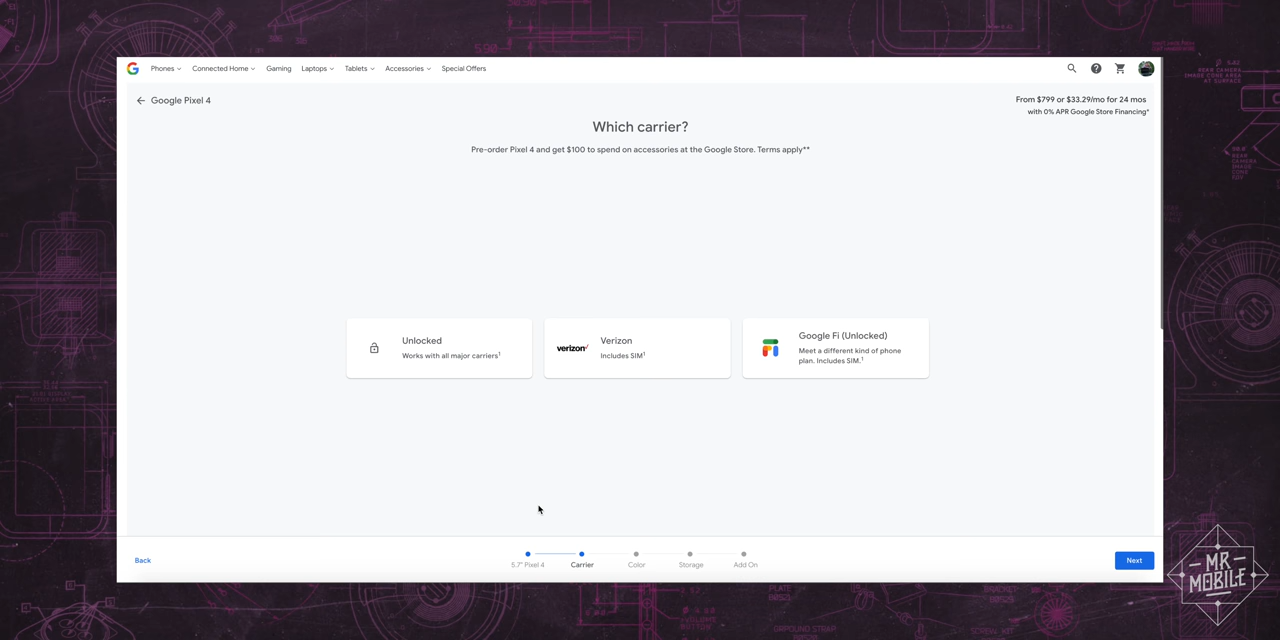 5.90
Phones
Connected Home
Gaming
Laptops
Tablets
Accessories
Special Offers
Google Pixel 4
From $799 or $33.29/mo for 24 mos
with 0% APR Google Store Financing*
Which carrier?
Pre-order Pixel 4 and get $100 to spend on accessories at the Google Store. Terms apply**
Unlocked
Works with all major carriers¹
verizon✓
Verizon
Includes SIM¹
Google Fi (Unlocked)
Meet a different kind of phone
plan. Includes SIM.¹
Back
5.7" Pixel 4
Carrier
Color
Storage
Add On
Next
MR
MOBILE